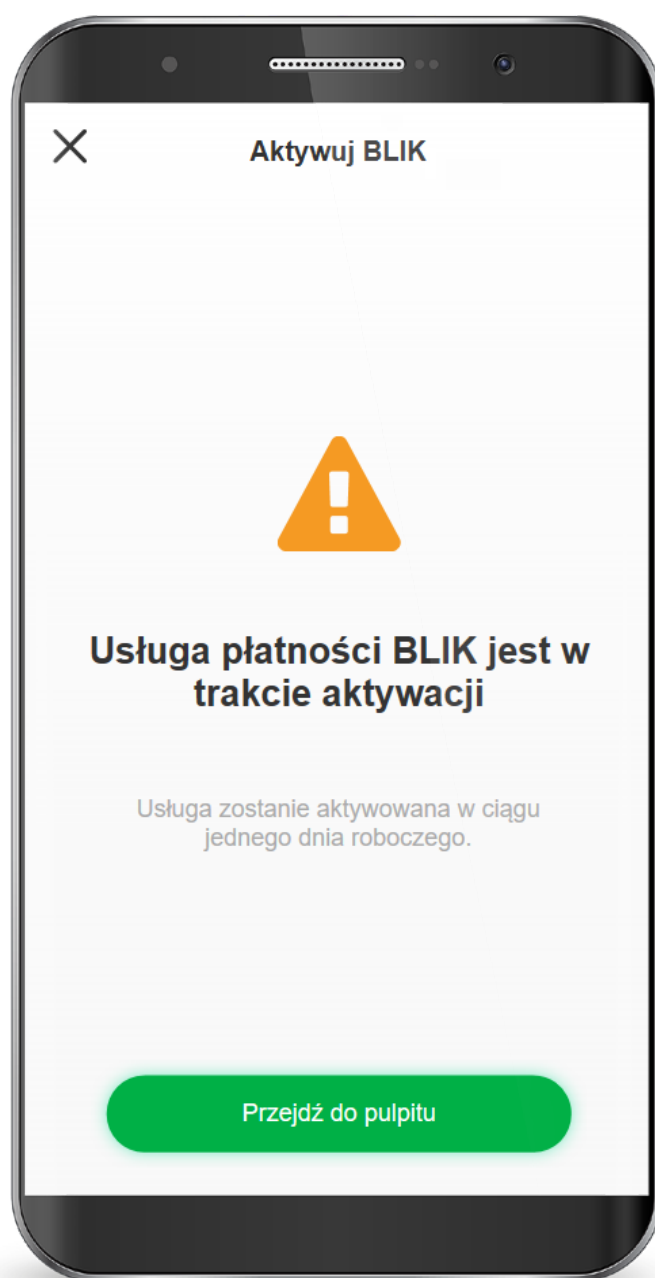 Aktywuj BLIK
Usługa płatności BLIK jest w
trakcie aktywacji
Usługa zostanie aktywowana w ciągu
jednego dnia roboczego.
Przejdź do pulpitu